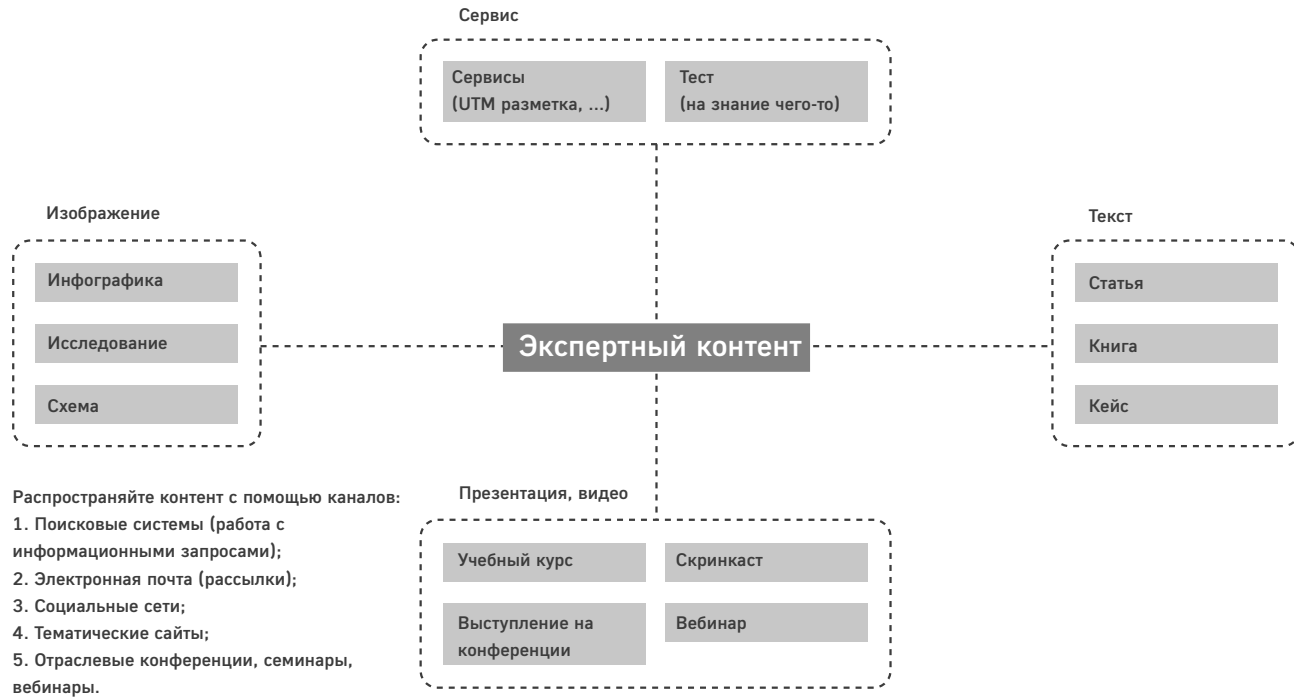 Сервис
Сервисы
(UTM разметка, ...)
Тест
(на знание чего-то)
Изображение
Инфографика
Исследование
Схема
Экспертный контент
Текст
Статья
Книга
Кейс
Распространяйте контент с помощью каналов:
1. Поисковые системы (работа с
информационными запросами);
2. Электронная почта (рассылки);
3. Социальные сети;
4. Тематические сайты;
5. Отраслевые конференции, семинары,
вебинары.
Презентация, видео
Учебный курс
Скринкаст
Выступление на
конференции
Вебинар